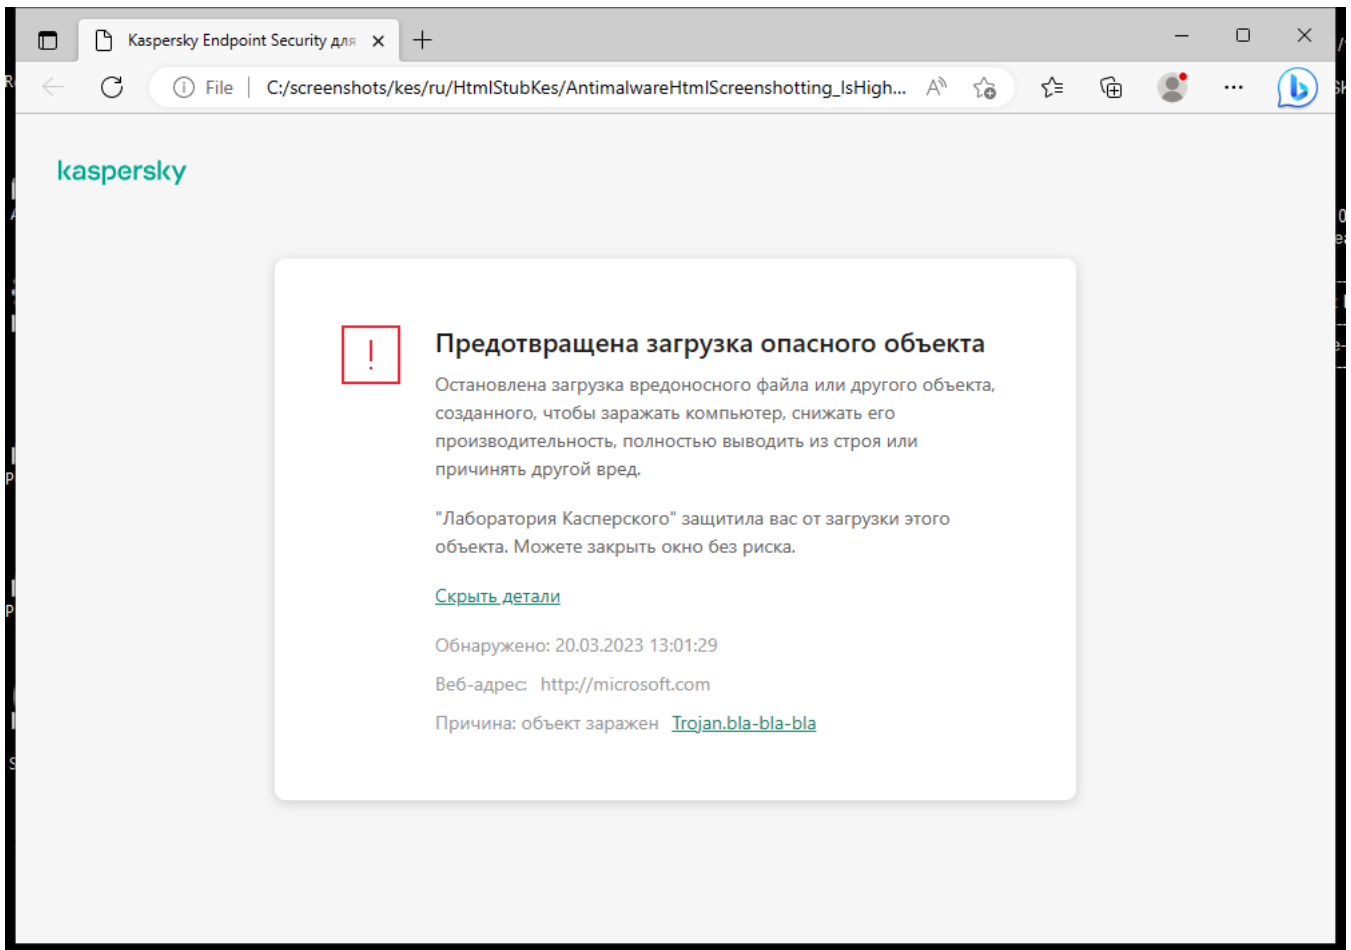 Kaspersky Endpoint Security для
File
C:/screenshots/kes/ru/HtmlStubKes/AntimalwareHtmlScreenshotting_IsHigh...
kaspersky
Предотвращена загрузка опасного объекта
Остановлена загрузка вредоносного файла или другого объекта,
созданного, чтобы заражать компьютер, снижать его
производительность, полностью выводить из строя или
причинять другой вред.
"Лаборатория Касперского" защитила вас от загрузки этого
объекта. Можете закрыть окно без риска.
Скрыть детали
Обнаружено: 20.03.2023 13:01:29
Веб-адрес: http://microsoft.com
Причина: объект заражен Trojan.bla-bla-bla